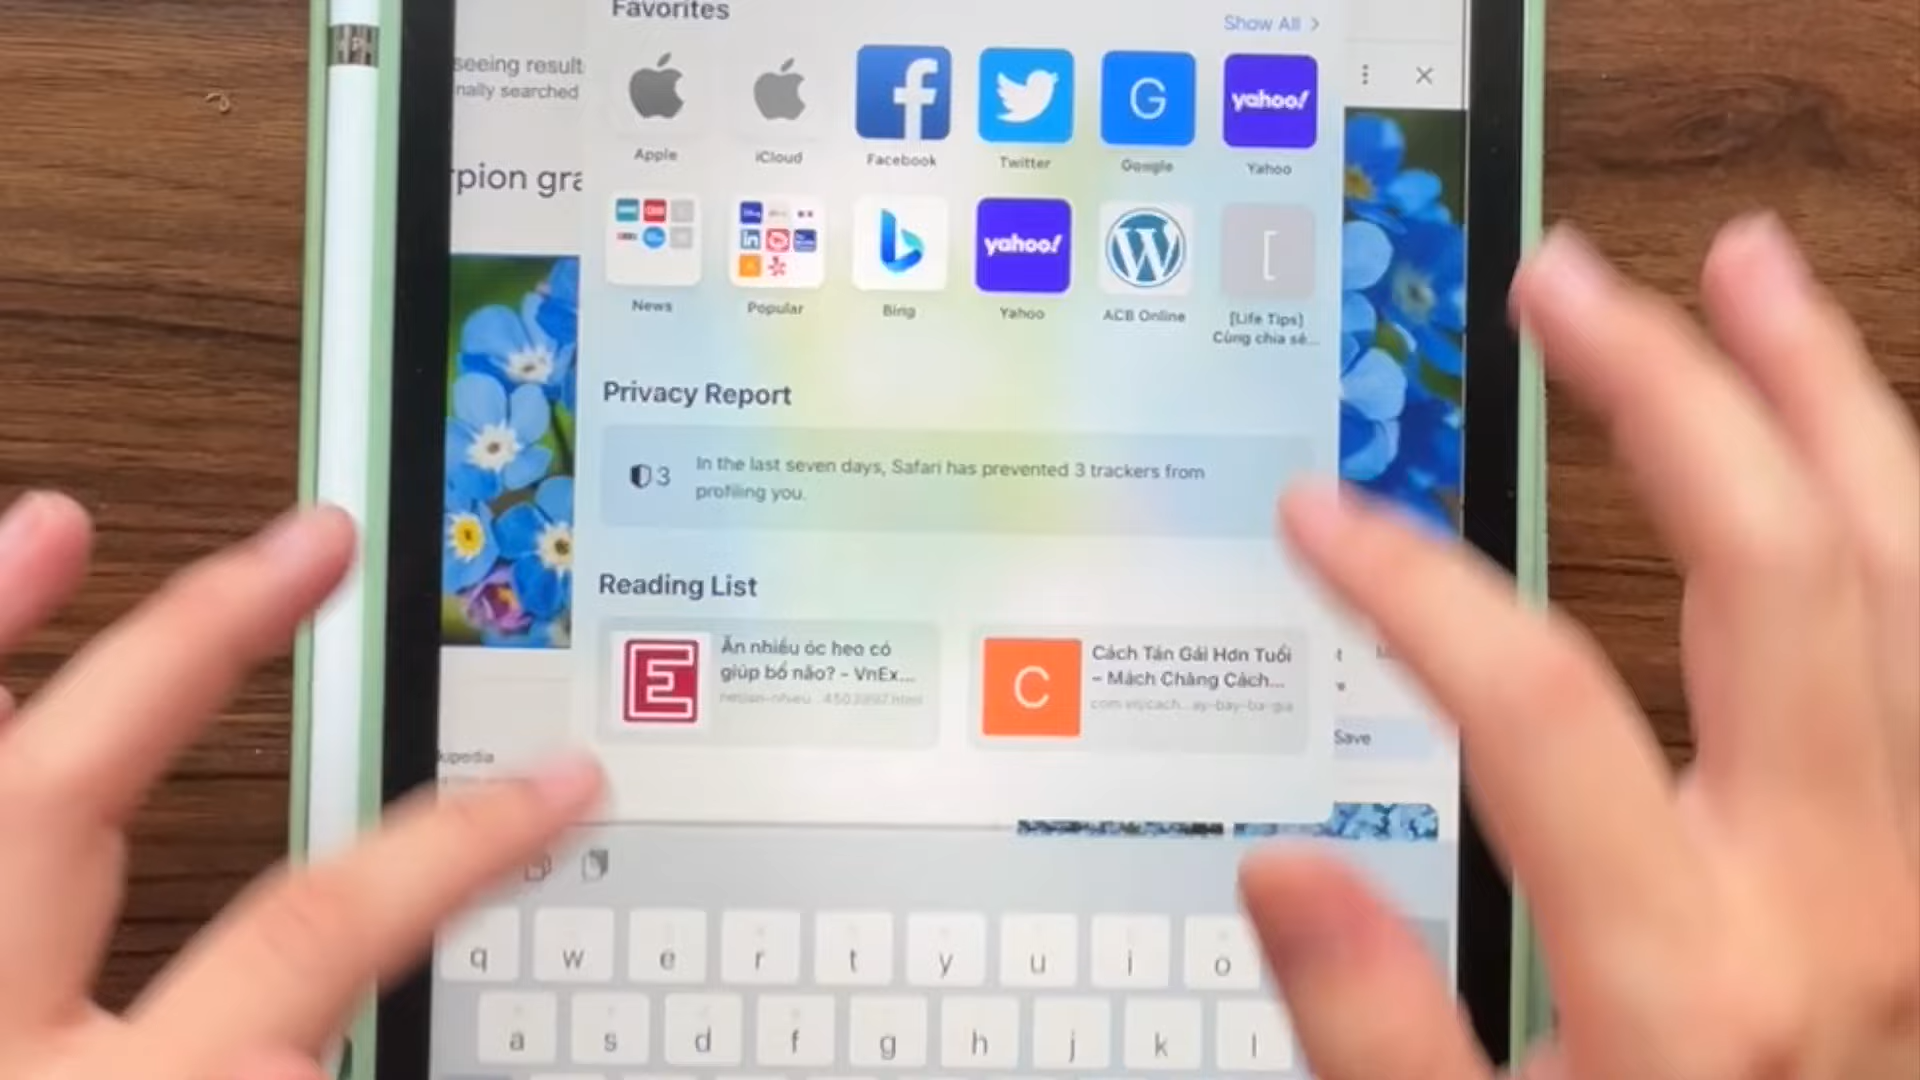 Favorites
Show All >
seeing result
nally searched
rpion gra
Apple
iCloud
Facebook
Twitter
G
Google
yahoo!
Yahoo
News
in
Popular
Bing
yahoo!
Yahoo
W
ACB Online
[
[Life Tips]
Cùng chia sẻ...
Privacy Report
3
In the last seven days, Safari has prevented 3 trackers from
profiling you.
Reading List
E
Ăn nhiều óc heo có
giúp bổ não? – VnEx...
C
Cách Tán Gái Hơn Tuổi
– Mách Chàng Cách...
Save
kipedia
q w e r t y u i o
a s d f g h j k l